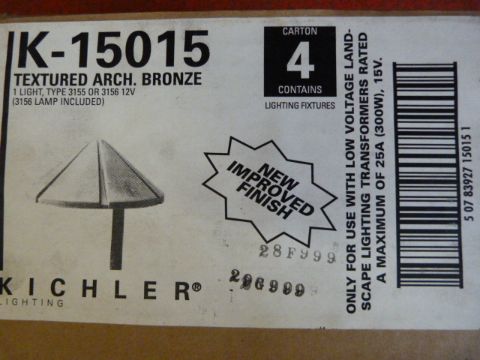 K-15015
TEXTURED ARCH. BRONZE
1 LIGHT, TYPE 3155 OR 3156 12V
(3156 LAMP INCLUDED)
CARTON
4
CONTAINS
LIGHTING FIXTURES
NEW
IMPROVED
FINISH
28F999
KICHLER®
LIGHTING
ONLY FOR USE WITH LOW VOLTAGE LAND-
SCAPE LIGHTING TRANSFORMERS RATED
A MAXIMUM OF 25A (300W), 15V.
5 07 83927 15015 1